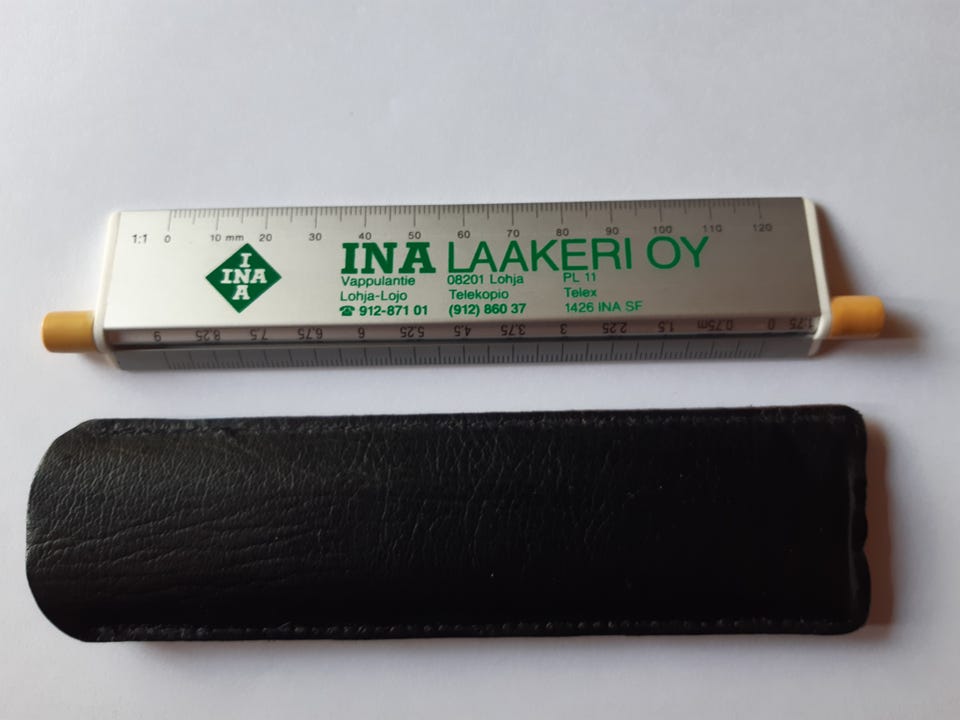 1:1 0 10 mm 20 30 40 50 60 70 80 90 100 110 120
I
INA
A
INA LAAKERI OY
Vappulantie 08201 Lohja PL 11
Lohja-Lojo Telekopio Telex
☎ 912-871 01 (912) 860 37 1426 INA SF
1:75 0 0.75m 1.5 2.25 3 3.75 4.5 5.25 6 6.75 7.5 8.25 9